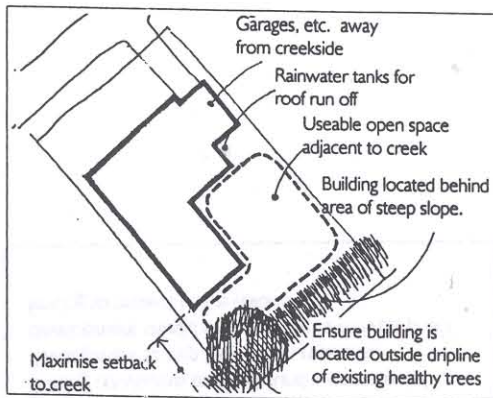 Garages, etc. away
from creekside
Rainwater tanks for
roof run off
Useable open space
adjacent to creek
Building located behind
area of steep slope.
Ensure building is
located outside dripline
of existing healthy trees
Maximise setback
to creek